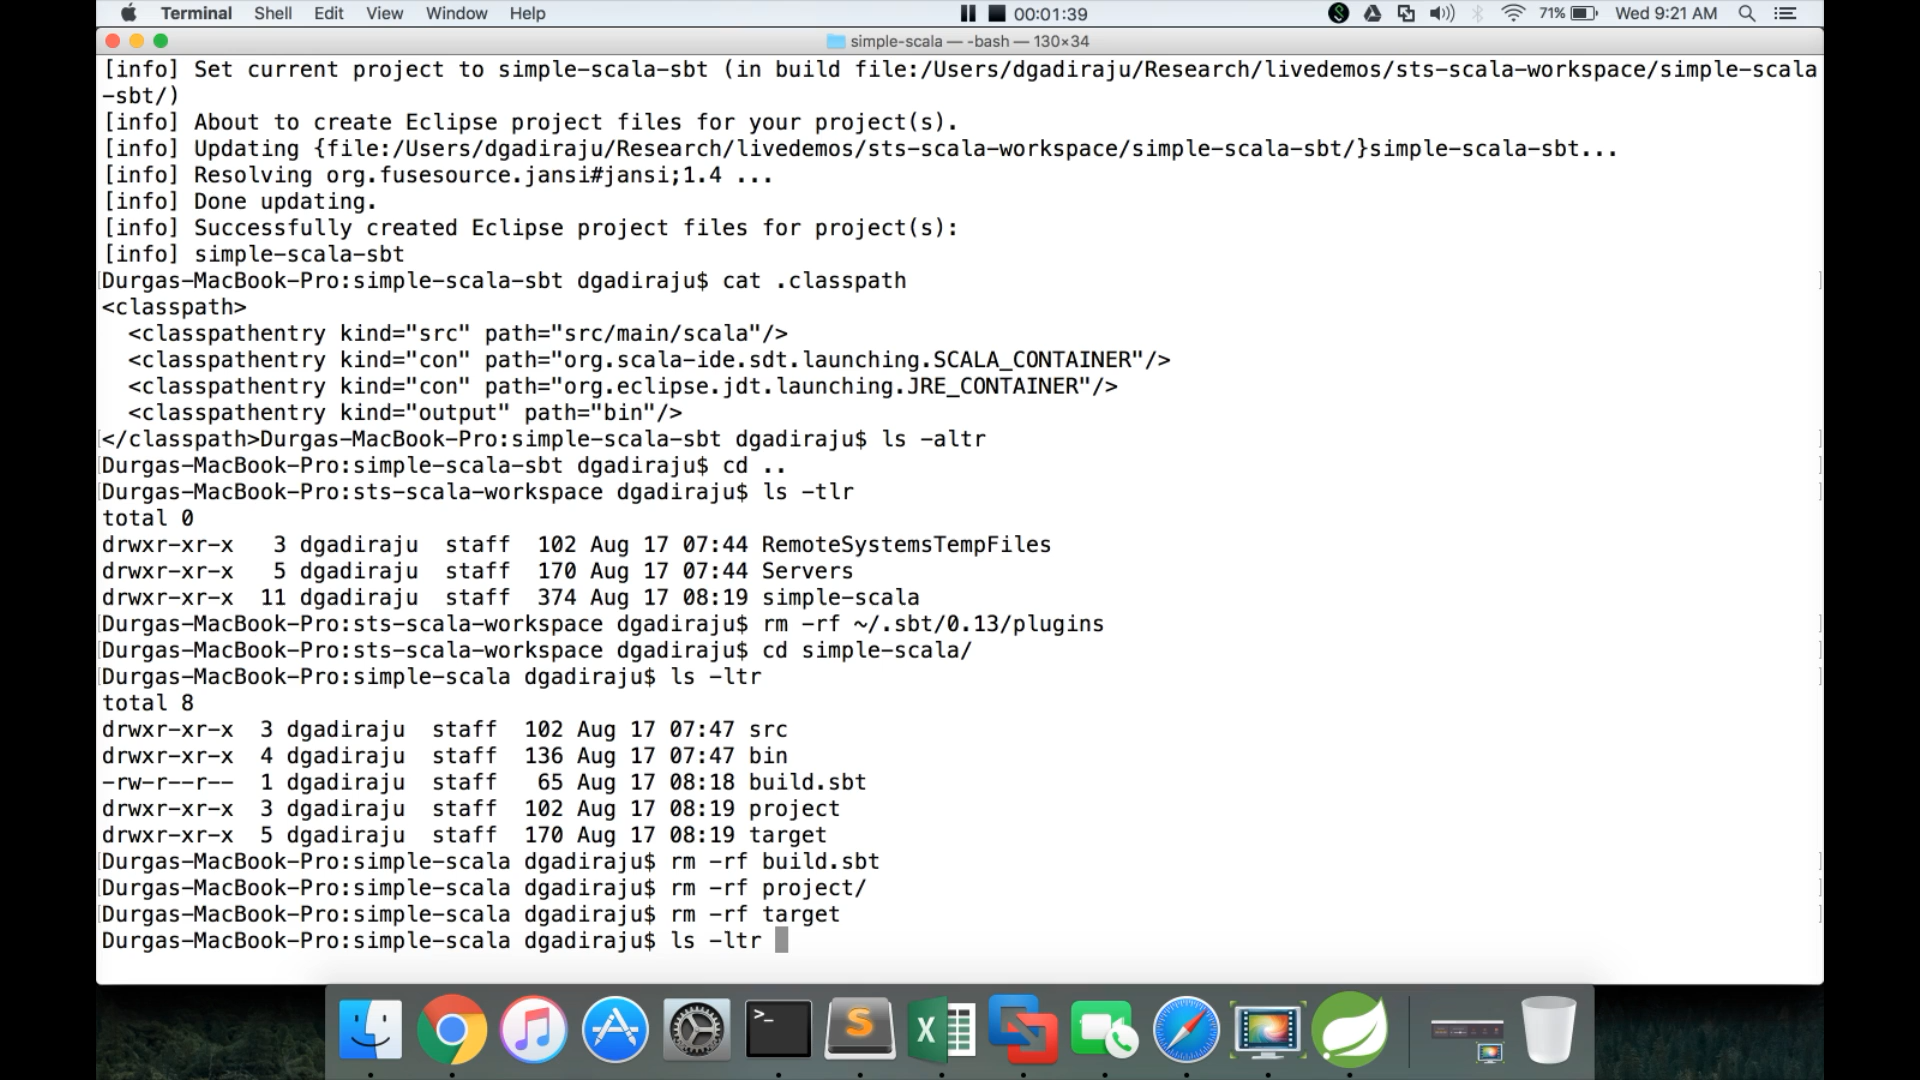 Terminal Shell Edit View Window Help 00:01:39 71% Wed 9:21 AM
simple-scala — -bash — 130×34
[info] Set current project to simple-scala-sbt (in build file:/Users/dgadiraju/Research/livedemos/sts-scala-workspace/simple-scala
-sbt/)
[info] About to create Eclipse project files for your project(s).
[info] Updating {file:/Users/dgadiraju/Research/livedemos/sts-scala-workspace/simple-scala-sbt/}simple-scala-sbt...
[info] Resolving org.fusesource.jansi#jansi;1.4 ...
[info] Done updating.
[info] Successfully created Eclipse project files for project(s):
[info] simple-scala-sbt
Durgas-MacBook-Pro:simple-scala-sbt dgadiraju$ cat .classpath
<classpath>
  <classpathentry kind="src" path="src/main/scala"/>
  <classpathentry kind="con" path="org.scala-ide.sdt.launching.SCALA_CONTAINER"/>
  <classpathentry kind="con" path="org.eclipse.jdt.launching.JRE_CONTAINER"/>
  <classpathentry kind="output" path="bin"/>
</classpath>Durgas-MacBook-Pro:simple-scala-sbt dgadiraju$ ls -altr
Durgas-MacBook-Pro:simple-scala-sbt dgadiraju$ cd ..
Durgas-MacBook-Pro:sts-scala-workspace dgadiraju$ ls -tlr
total 0
drwxr-xr-x   3 dgadiraju  staff  102 Aug 17 07:44 RemoteSystemsTempFiles
drwxr-xr-x   5 dgadiraju  staff  170 Aug 17 07:44 Servers
drwxr-xr-x  11 dgadiraju  staff  374 Aug 17 08:19 simple-scala
Durgas-MacBook-Pro:sts-scala-workspace dgadiraju$ rm -rf ~/.sbt/0.13/plugins
Durgas-MacBook-Pro:sts-scala-workspace dgadiraju$ cd simple-scala/
Durgas-MacBook-Pro:simple-scala dgadiraju$ ls -ltr
total 8
drwxr-xr-x  3 dgadiraju  staff  102 Aug 17 07:47 src
drwxr-xr-x  4 dgadiraju  staff  136 Aug 17 07:47 bin
-rw-r--r--  1 dgadiraju  staff   65 Aug 17 08:18 build.sbt
drwxr-xr-x  3 dgadiraju  staff  102 Aug 17 08:19 project
drwxr-xr-x  5 dgadiraju  staff  170 Aug 17 08:19 target
Durgas-MacBook-Pro:simple-scala dgadiraju$ rm -rf build.sbt
Durgas-MacBook-Pro:simple-scala dgadiraju$ rm -rf project/
Durgas-MacBook-Pro:simple-scala dgadiraju$ rm -rf target
Durgas-MacBook-Pro:simple-scala dgadiraju$ ls -ltr